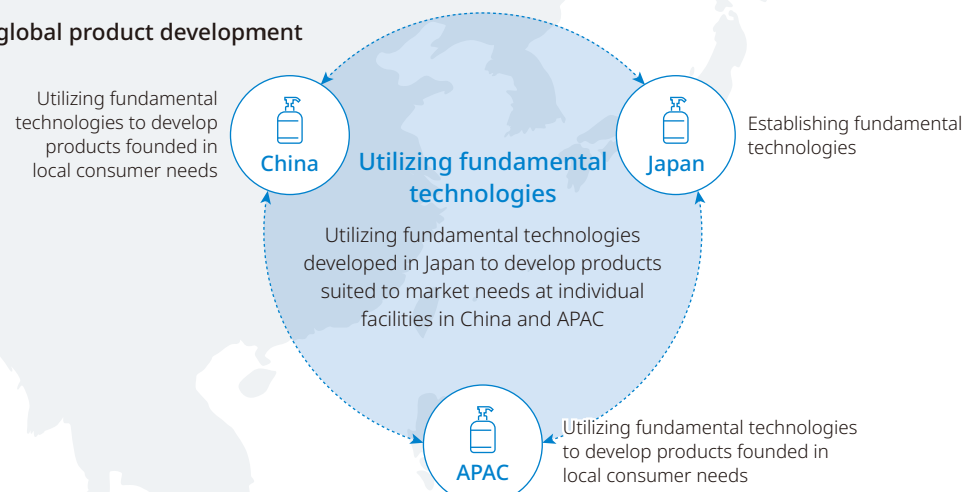 global product development
Utilizing fundamental
technologies to develop
products founded in
local consumer needs
China
Japan
Establishing fundamental
technologies
Utilizing fundamental
technologies
Utilizing fundamental technologies
developed in Japan to develop products
suited to market needs at individual
facilities in China and APAC
APAC
Utilizing fundamental technologies
to develop products founded in
local consumer needs